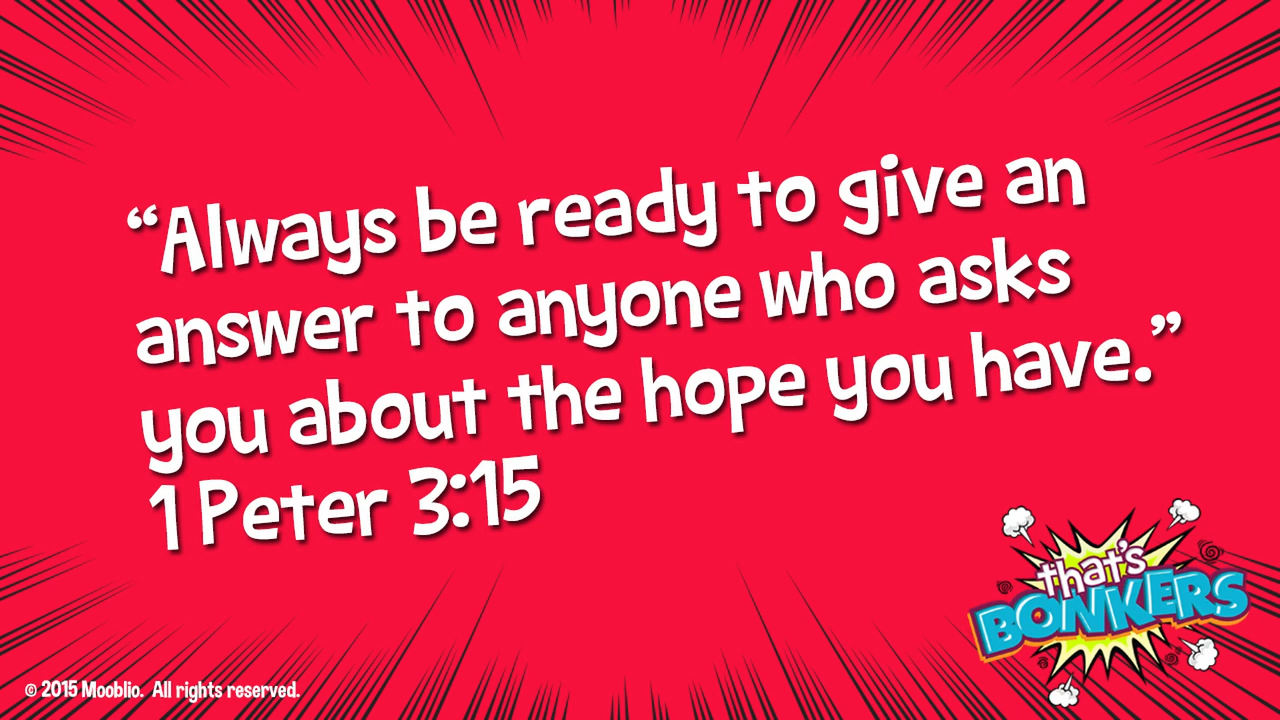 “Always be ready to give an
answer to anyone who asks
you about the hope you have.”
1 Peter 3:15
that's
BONKERS
© 2015 Mooblio. All rights reserved.